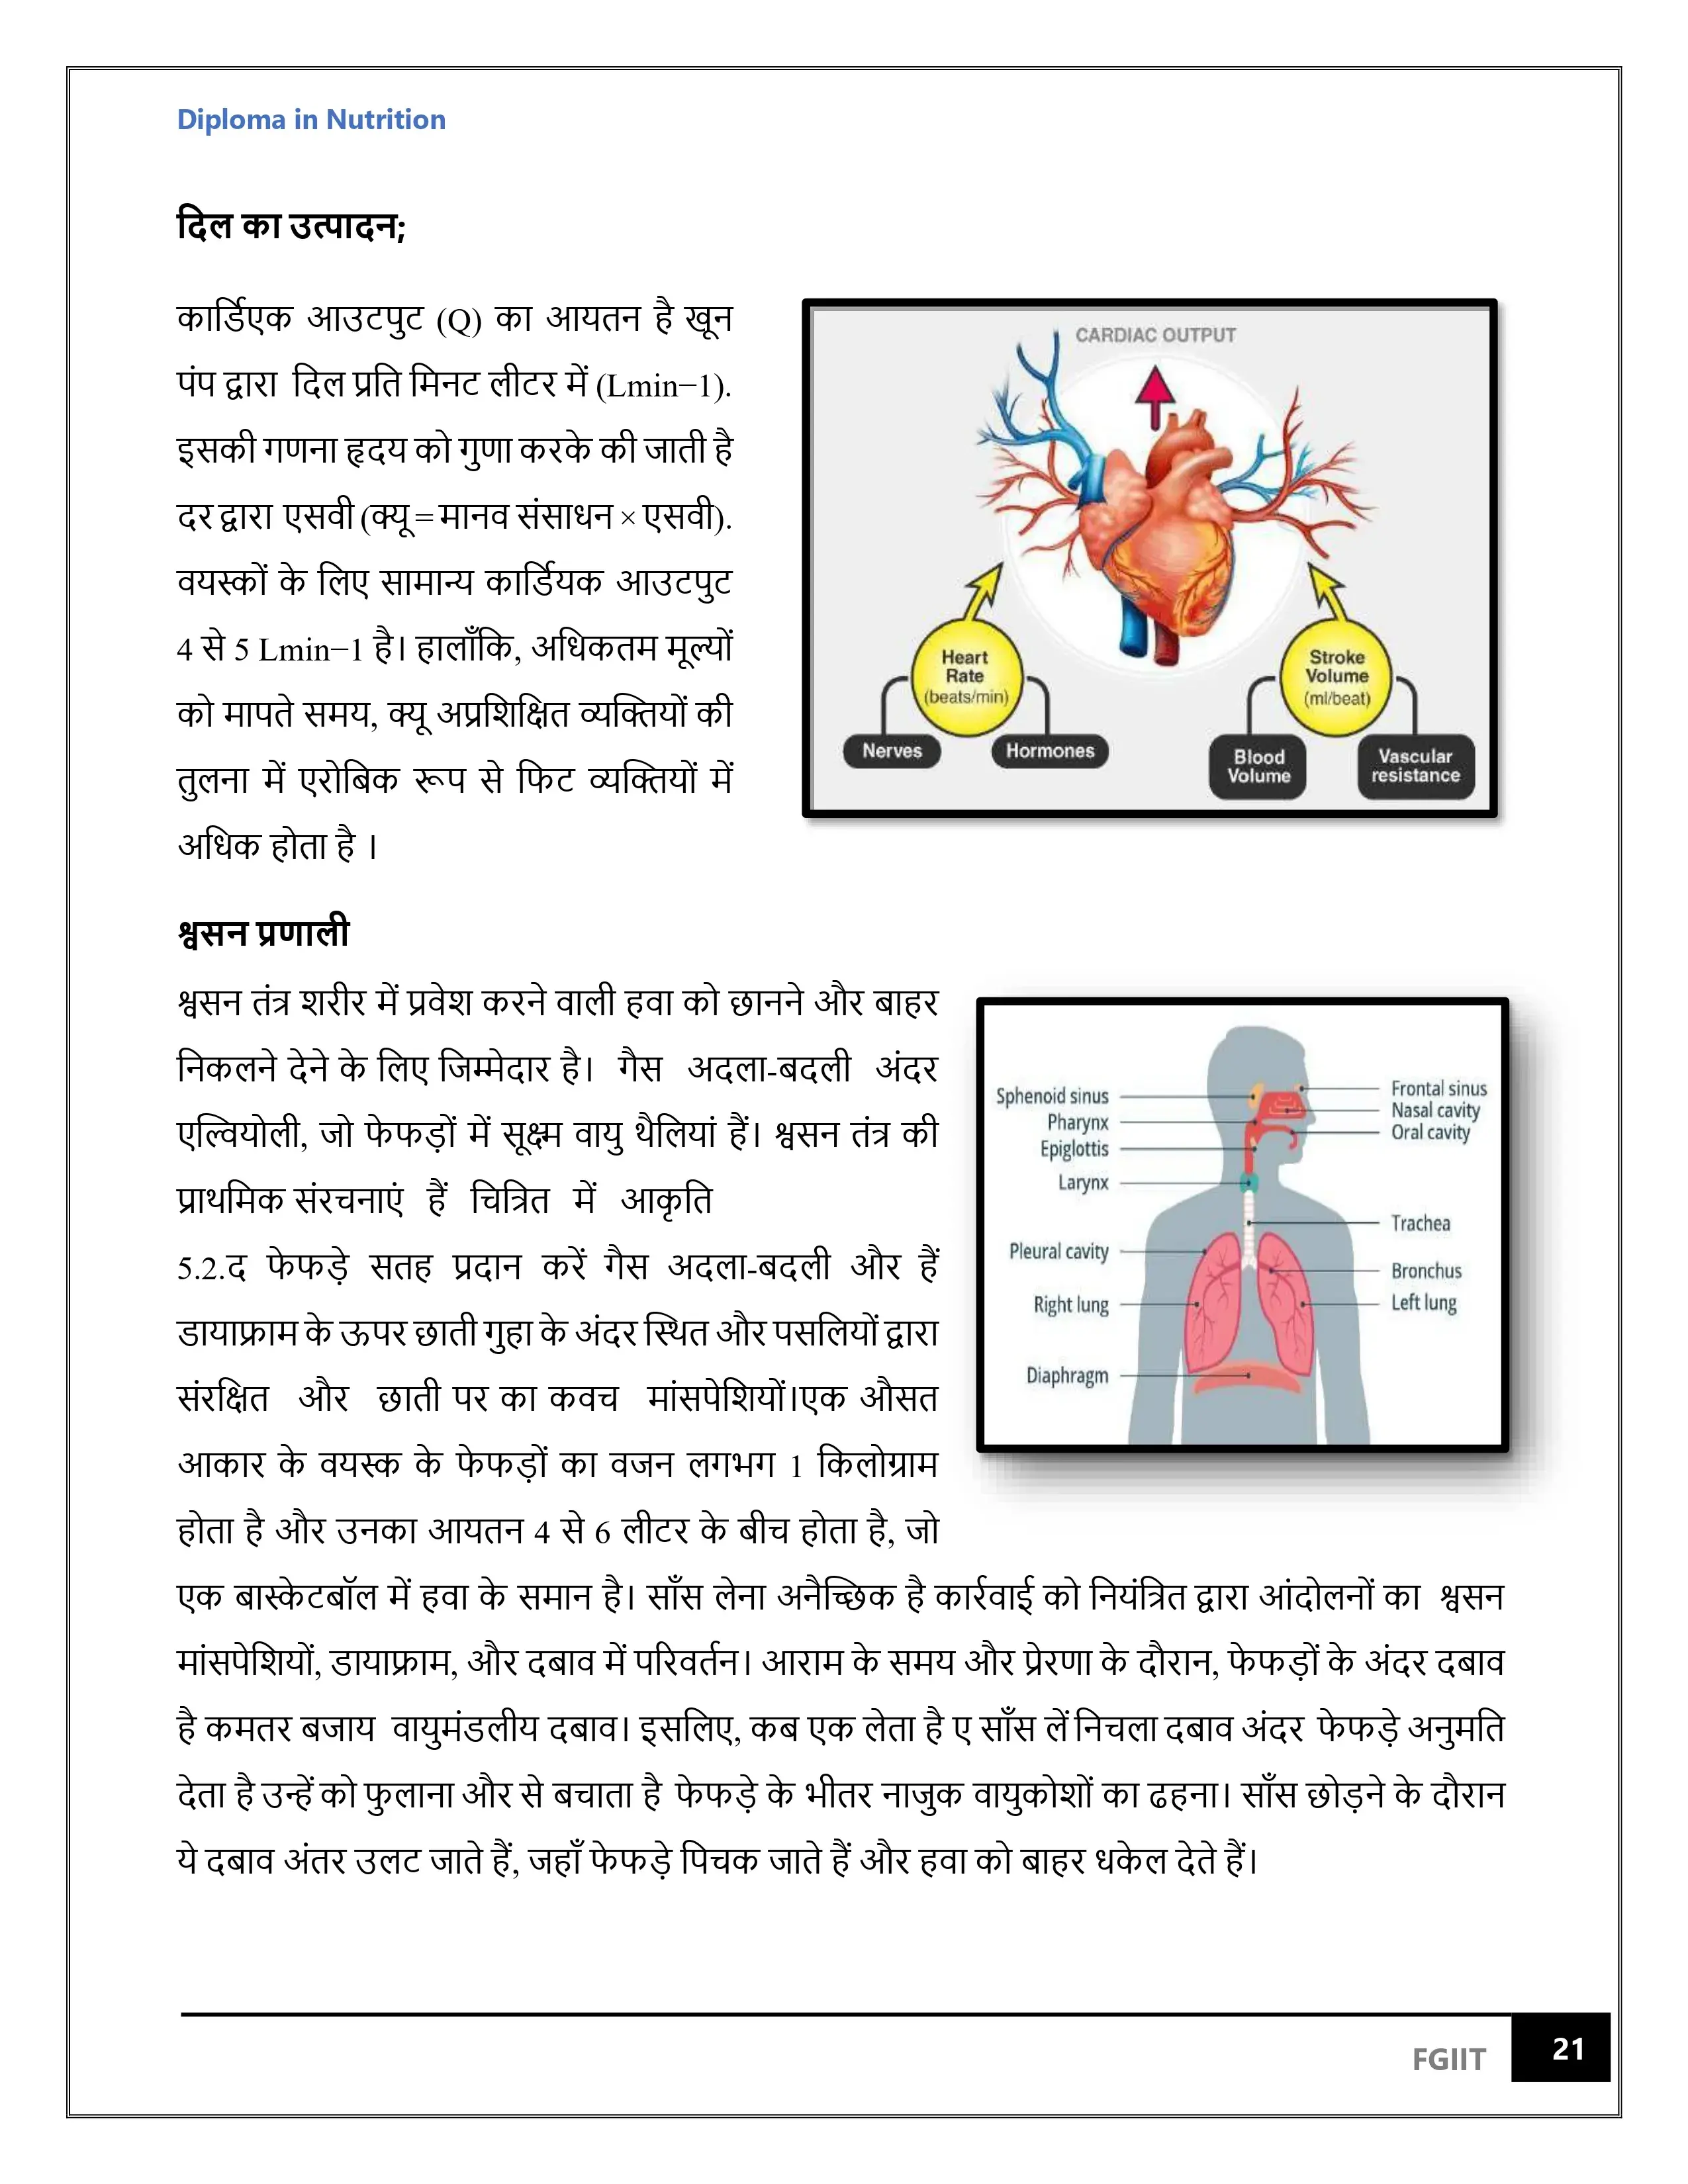 Diploma in Nutrition
दिल का उत्पादन;
कार्डिएक आउटपुट (Q) का आयतन है खून
पंप द्वारा दिल प्रति मिनट लीटर में (Lmin−1).
इसकी गणना हृदय को गुणा करके की जाती है
दर द्वारा एसवी (क्यू = मानव संसाधन × एसवी).
वयस्कों के लिए सामान्य कार्डियक आउटपुट
4 से 5 Lmin−1 है। हालाँकि, अधिकतम मूल्यों
को मापते समय, क्यू अप्रशिक्षित व्यक्तियों की
तुलना में एरोबिक रूप से फिट व्यक्तियों में
अधिक होता है ।
CARDIAC OUTPUT
Heart
Rate
(beats/min)
Nerves
Hormones
Stroke
Volume
(ml/beat)
Blood
Volume
Vascular
resistance
श्वसन प्रणाली
श्वसन तंत्र शरीर में प्रवेश करने वाली हवा को छानने और बाहर
निकलने देने के लिए जिम्मेदार है। गैस अदला-बदली अंदर
एल्वियोली, जो फेफड़ों में सूक्ष्म वायु थैलियां हैं। श्वसन तंत्र की
प्राथमिक संरचनाएं हैं चित्रित में आकृति
5.2.द फेफड़े सतह प्रदान करें गैस अदला-बदली और हैं
डायाफ्राम के ऊपर छाती गुहा के अंदर स्थित और पसलियों द्वारा
संरक्षित और छाती पर का कवच मांसपेशियों।एक औसत
आकार के वयस्क के फेफड़ों का वजन लगभग 1 किलोग्राम
होता है और उनका आयतन 4 से 6 लीटर के बीच होता है, जो
एक बास्केटबॉल में हवा के समान है। साँस लेना अनैच्छिक है कार्रवाई को नियंत्रित द्वारा आंदोलनों का श्वसन
मांसपेशियों, डायाफ्राम, और दबाव में परिवर्तन। आराम के समय और प्रेरणा के दौरान, फेफड़ों के अंदर दबाव
है कमतर बजाय वायुमंडलीय दबाव। इसलिए, कब एक लेता है ए साँस लें निचला दबाव अंदर फेफड़े अनुमति
देता है उन्हें को फुलाना और से बचाता है फेफड़े के भीतर नाजुक वायुकोशों का ढहना। साँस छोड़ने के दौरान
ये दबाव अंतर उलट जाते हैं, जहाँ फेफड़े पिचक जाते हैं और हवा को बाहर धकेल देते हैं।
Sphenoid sinus
Pharynx
Epiglottis
Larynx
Pleural cavity
Right lung
Diaphragm
Frontal sinus
Nasal cavity
Oral cavity
Trachea
Bronchus
Left lung
FGIIT
21